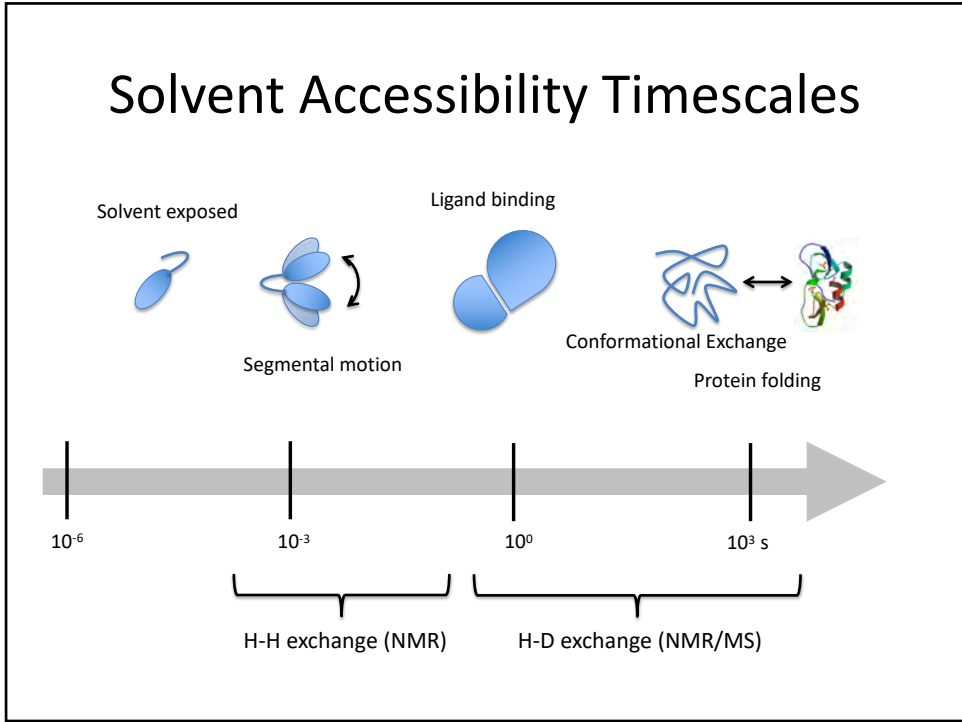 Solvent Accessibility Timescales
Solvent exposed
Ligand binding
Segmental motion
Conformational Exchange
Protein folding
10⁻⁶
10⁻³
10⁰
10³ s
H-H exchange (NMR)
H-D exchange (NMR/MS)